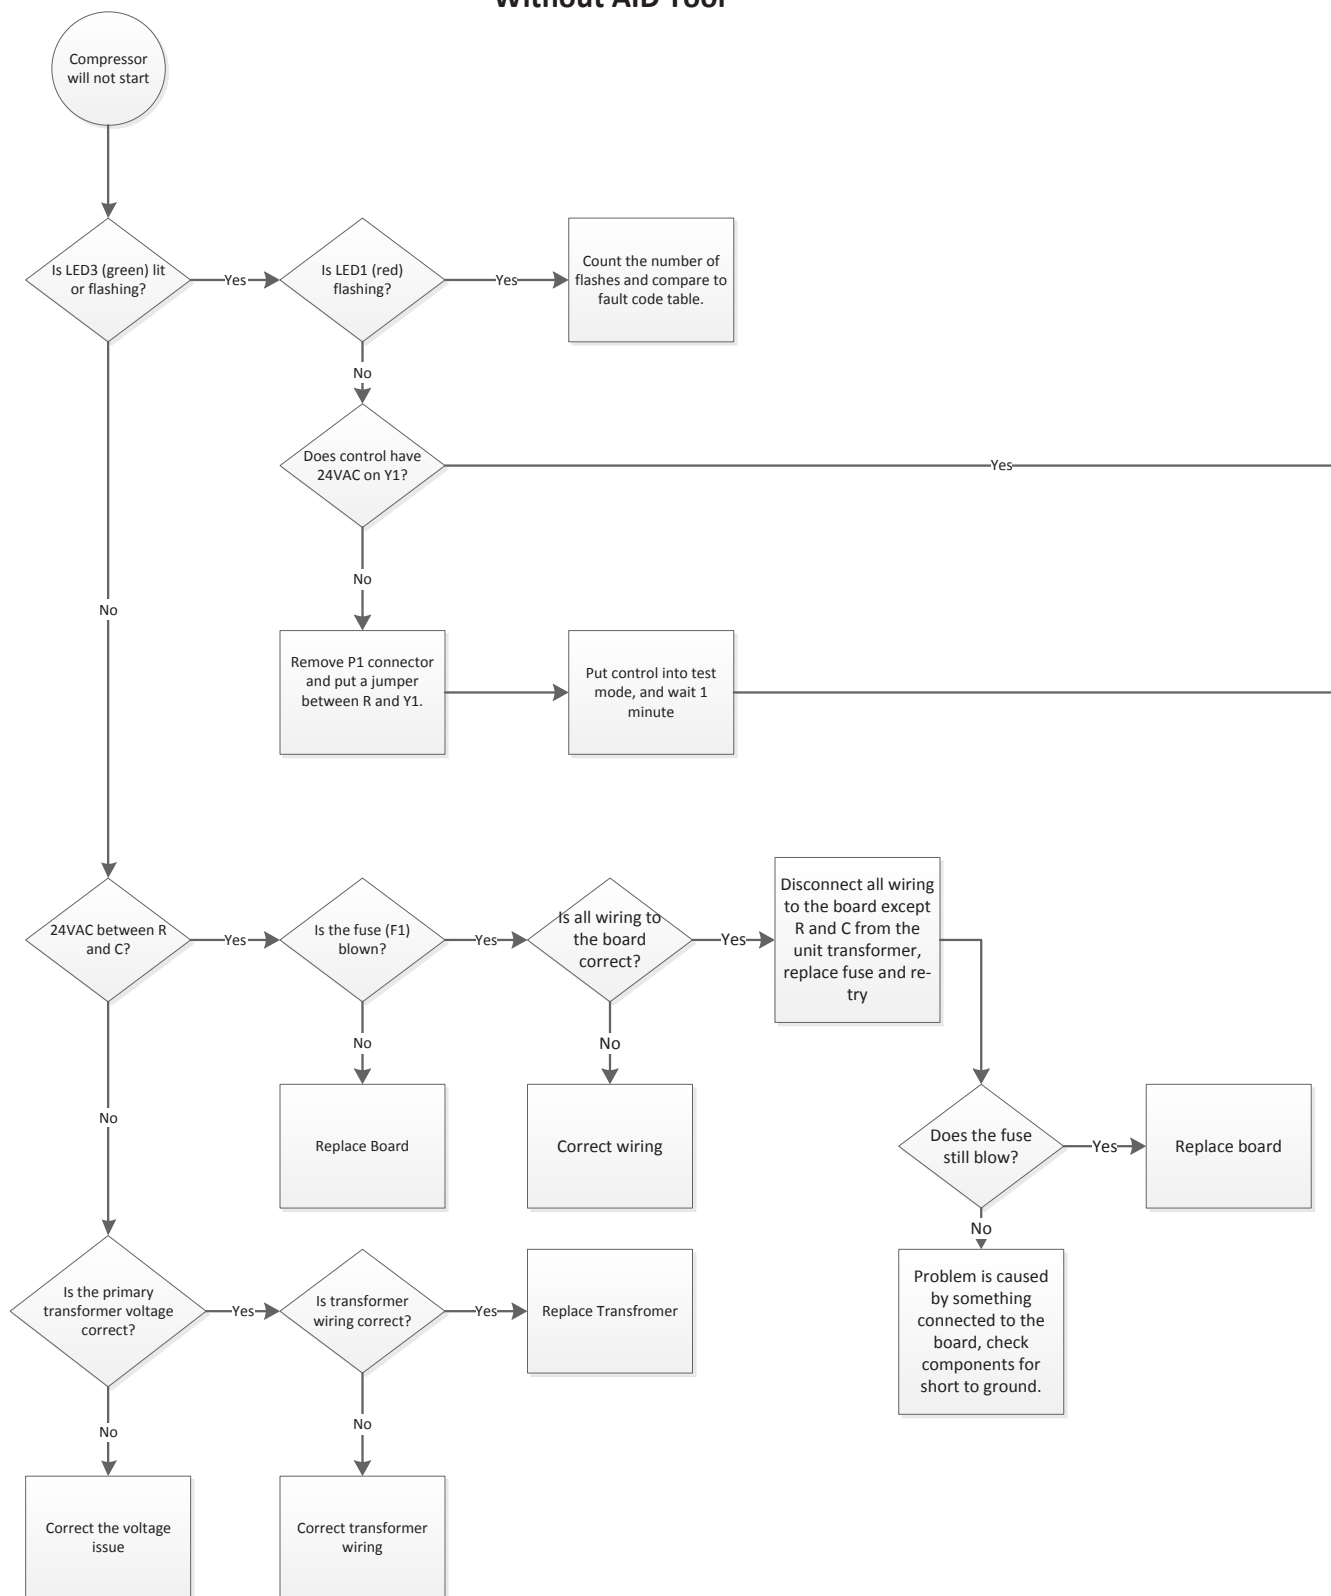 Without AID Tool
Compressor
will not start
Is LED3 (green) lit
or flashing?
Yes
Is LED1 (red)
flashing?
Yes
Count the number of
flashes and compare to
fault code table.
No
Does control have
24VAC on Y1?
Yes
No
No
Remove P1 connector
and put a jumper
between R and Y1.
Put control into test
mode, and wait 1
minute
24VAC between R
and C?
Yes
Is the fuse (F1)
blown?
Yes
Is all wiring to
the board
correct?
Yes
Disconnect all wiring
to the board except
R and C from the
unit transformer,
replace fuse and re-
try
No
No
No
Replace Board
Correct wiring
Does the fuse
still blow?
Yes
Replace board
No
Problem is caused
by something
connected to the
board, check
components for
short to ground.
Is the primary
transformer voltage
correct?
Yes
Is transformer
wiring correct?
Yes
Replace Transfromer
No
No
Correct the voltage
issue
Correct transformer
wiring